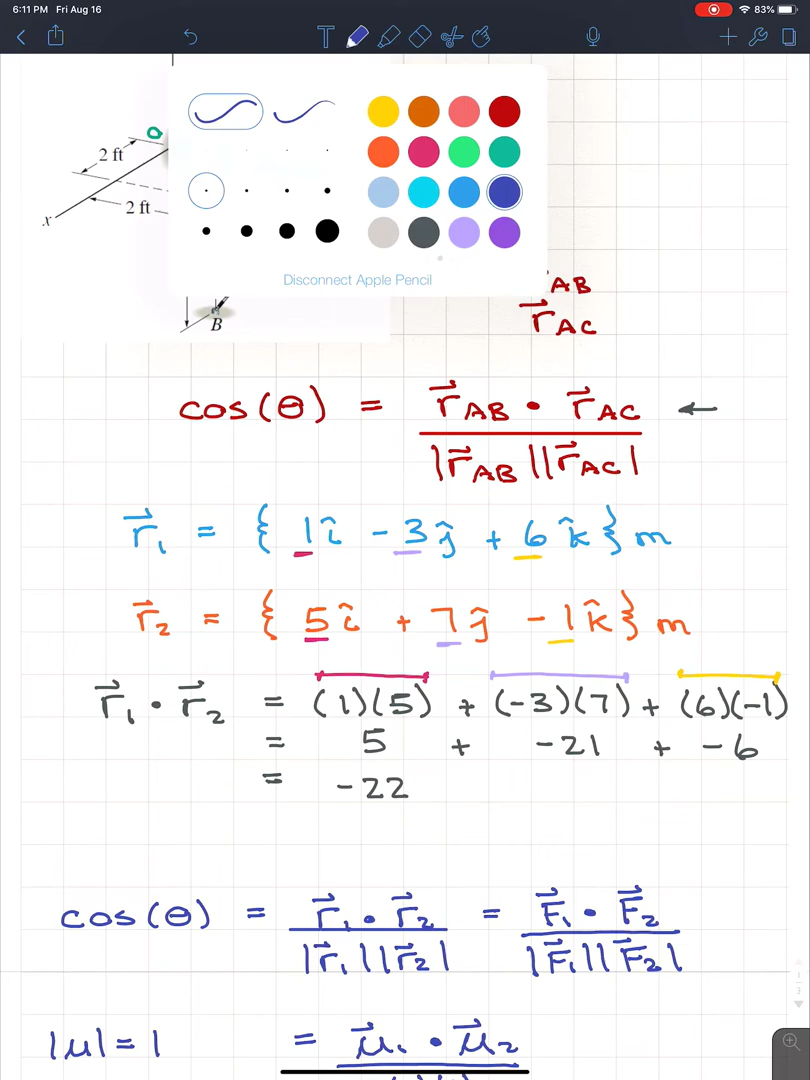 6:11 PM Fri Aug 16 83%
T
2 ft
x
2 ft
Disconnect Apple Pencil
B
AB
r⃗AC
cos(θ) = r⃗AB • r⃗AC ←
|r⃗AB||r⃗AC|
r⃗₁ = { 1î - 3ĵ + 6k̂} m
r⃗₂ = { 5î + 7ĵ - 1k̂} m
r⃗₁ • r⃗₂ = (1)(5) + (-3)(7) + (6)(-1)
= 5 + -21 + -6
= -22
cos(θ) = r⃗₁ • r⃗₂ = F⃗₁ • F⃗₂
|r⃗₁||r⃗₂| |F⃗₁||F⃗₂|
|μ| = 1 = μ⃗₁ • μ⃗₂